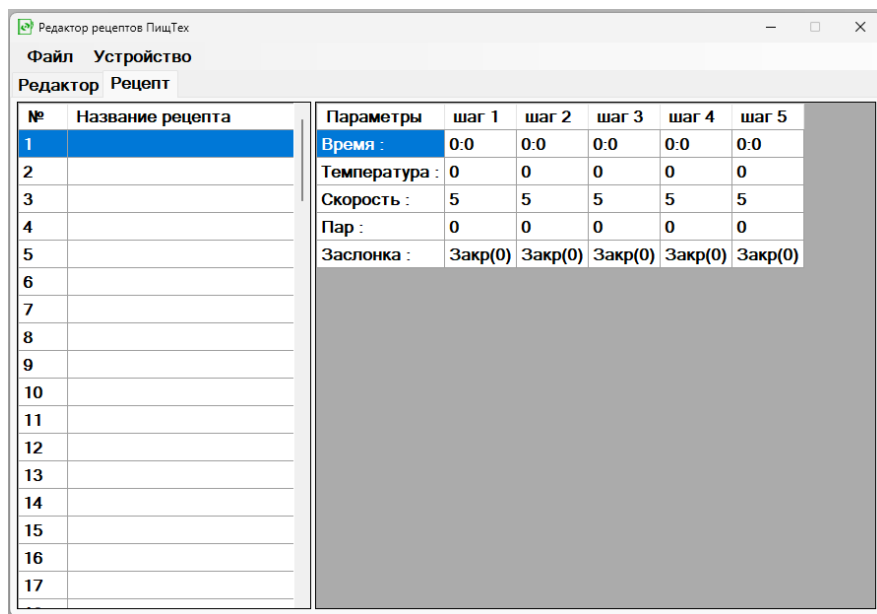 Редактор рецептов ПищТех
Файл Устройство
Редактор Рецепт
№ Название рецепта Параметры шаг 1 шаг 2 шаг 3 шаг 4 шаг 5
1 Время : 0:0 0:0 0:0 0:0 0:0
2 Температура : 0 0 0 0 0
3 Скорость : 5 5 5 5 5
4 Пар : 0 0 0 0 0
5 Заслонка : Закр(0) Закр(0) Закр(0) Закр(0) Закр(0)
6
7
8
9
10
11
12
13
14
15
16
17